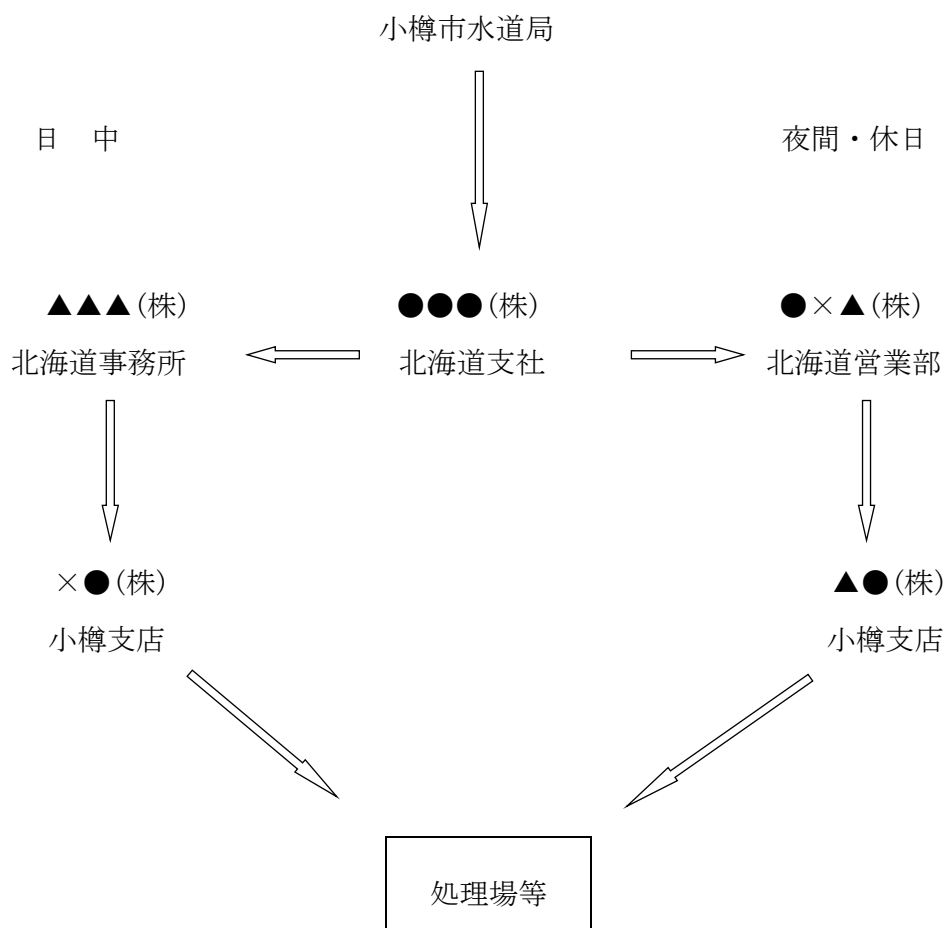 小樽市水道局
日　中
夜間・休日
▲▲▲(株)
北海道事務所
●●●(株)
北海道支社
●×▲(株)
北海道営業部
×●(株)
小樽支店
▲●(株)
小樽支店
処理場等